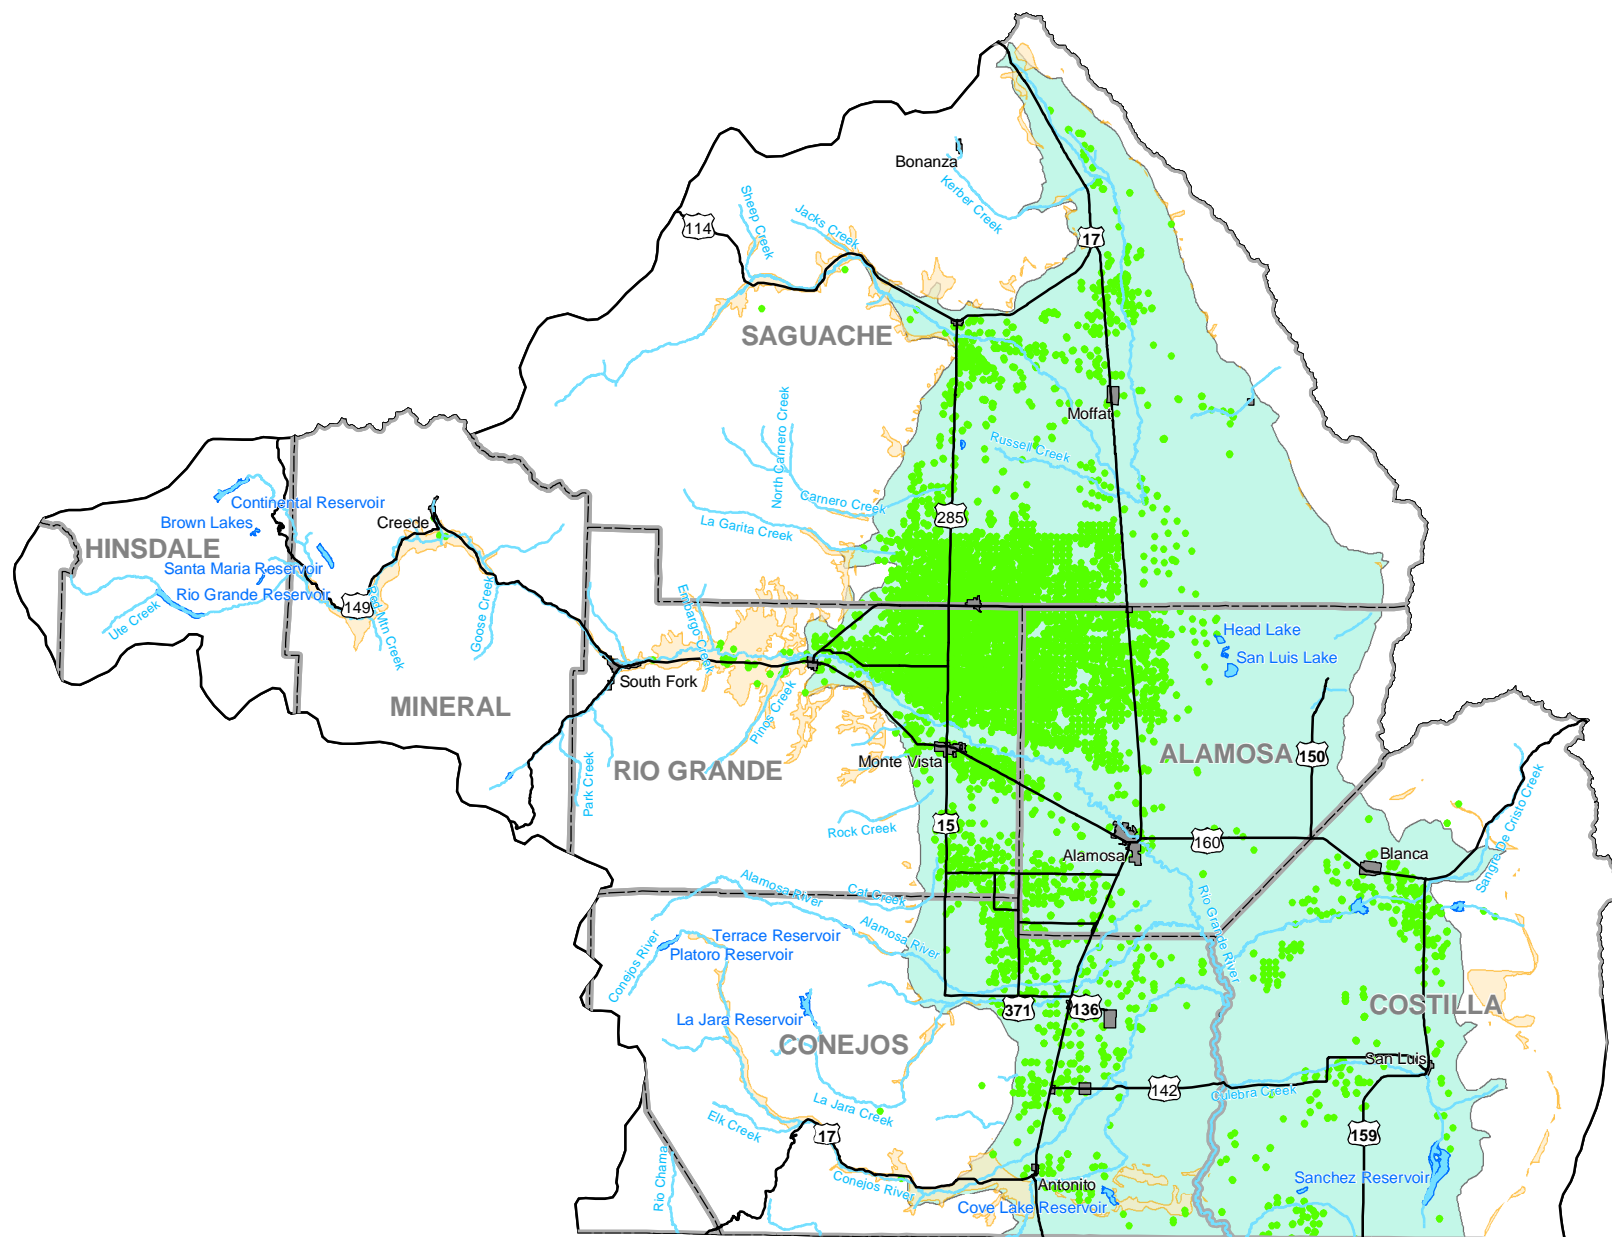 Bonanza
Kerber Creek
Sheep Creek
Jacks Creek
114
17
SAGUACHE
Moffat
North Carnero Creek
Russell Creek
Carnero Creek
285
La Garita Creek
Continental Reservoir
Brown Lakes
Creede
HINSDALE
Santa Maria Reservoir
Rio Grande Reservoir
149
Ute Creek
Red Mtn Creek
Goose Creek
Embargo Creek
Head Lake
San Luis Lake
South Fork
MINERAL
Pinos Creek
Monte Vista
ALAMOSA
150
RIO GRANDE
Park Creek
Rock Creek
15
Alamosa
160
Blanca
Sangre De Cristo Creek
Alamosa River
Cat Creek
Rio Grande River
Alamosa River
Terrace Reservoir
Platoro Reservoir
Conejos River
La Jara Reservoir
371
136
COSTILLA
CONEJOS
San Luis
142
Culebra Creek
La Jara Creek
Elk Creek
17
159
Rio Chama
Conejos River
Antonito
Sanchez Reservoir
Cove Lake Reservoir